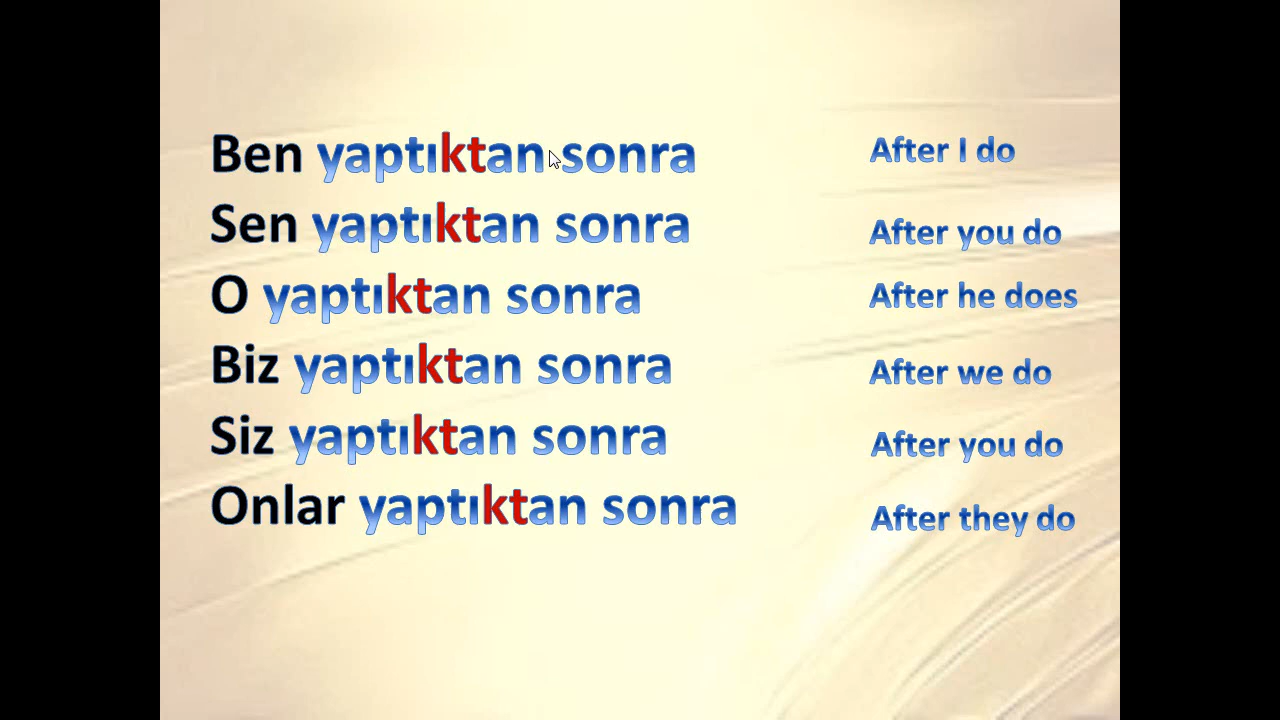 Ben yaptıktan sonra After I do
Sen yaptıktan sonra After you do
O yaptıktan sonra After he does
Biz yaptıktan sonra After we do
Siz yaptıktan sonra After you do
Onlar yaptıktan sonra After they do